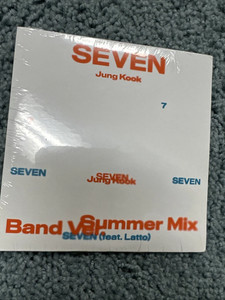 SEVEN
Jung Kook
7
SEVEN
SEVEN
Jung Kook
SEVEN
Band Ver.
Summer Mix
SEVEN (feat. Latto)